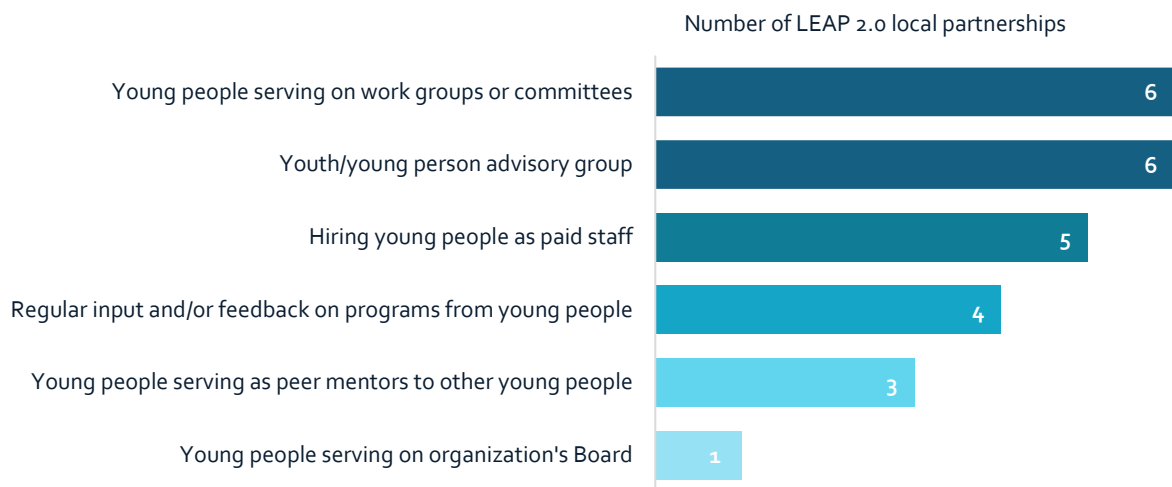 Number of LEAP 2.0 local partnerships
Young people serving on work groups or committees 6
Youth/young person advisory group 6
Hiring young people as paid staff 5
Regular input and/or feedback on programs from young people 4
Young people serving as peer mentors to other young people 3
Young people serving on organization's Board 1